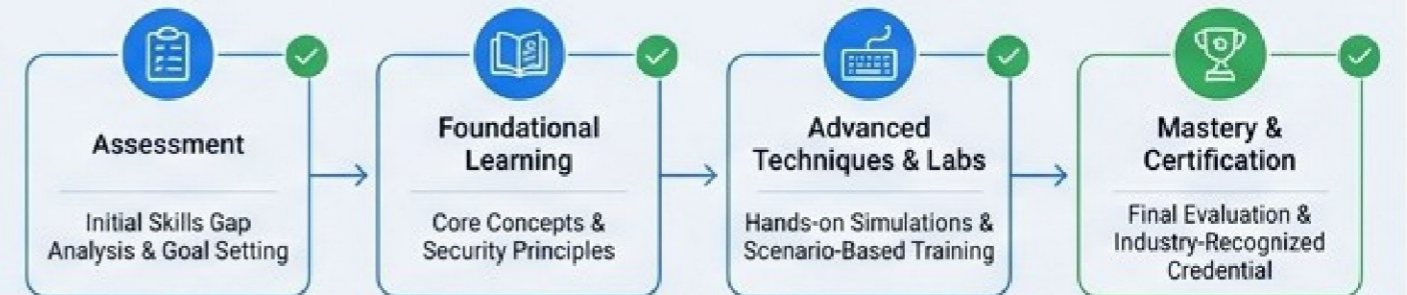 Assessment
Initial Skills Gap
Analysis & Goal Setting
Foundational
Learning
Core Concepts &
Security Principles
Advanced
Techniques & Labs
Hands-on Simulations &
Scenario-Based Training
Mastery &
Certification
Final Evaluation &
Industry-Recognized
Credential